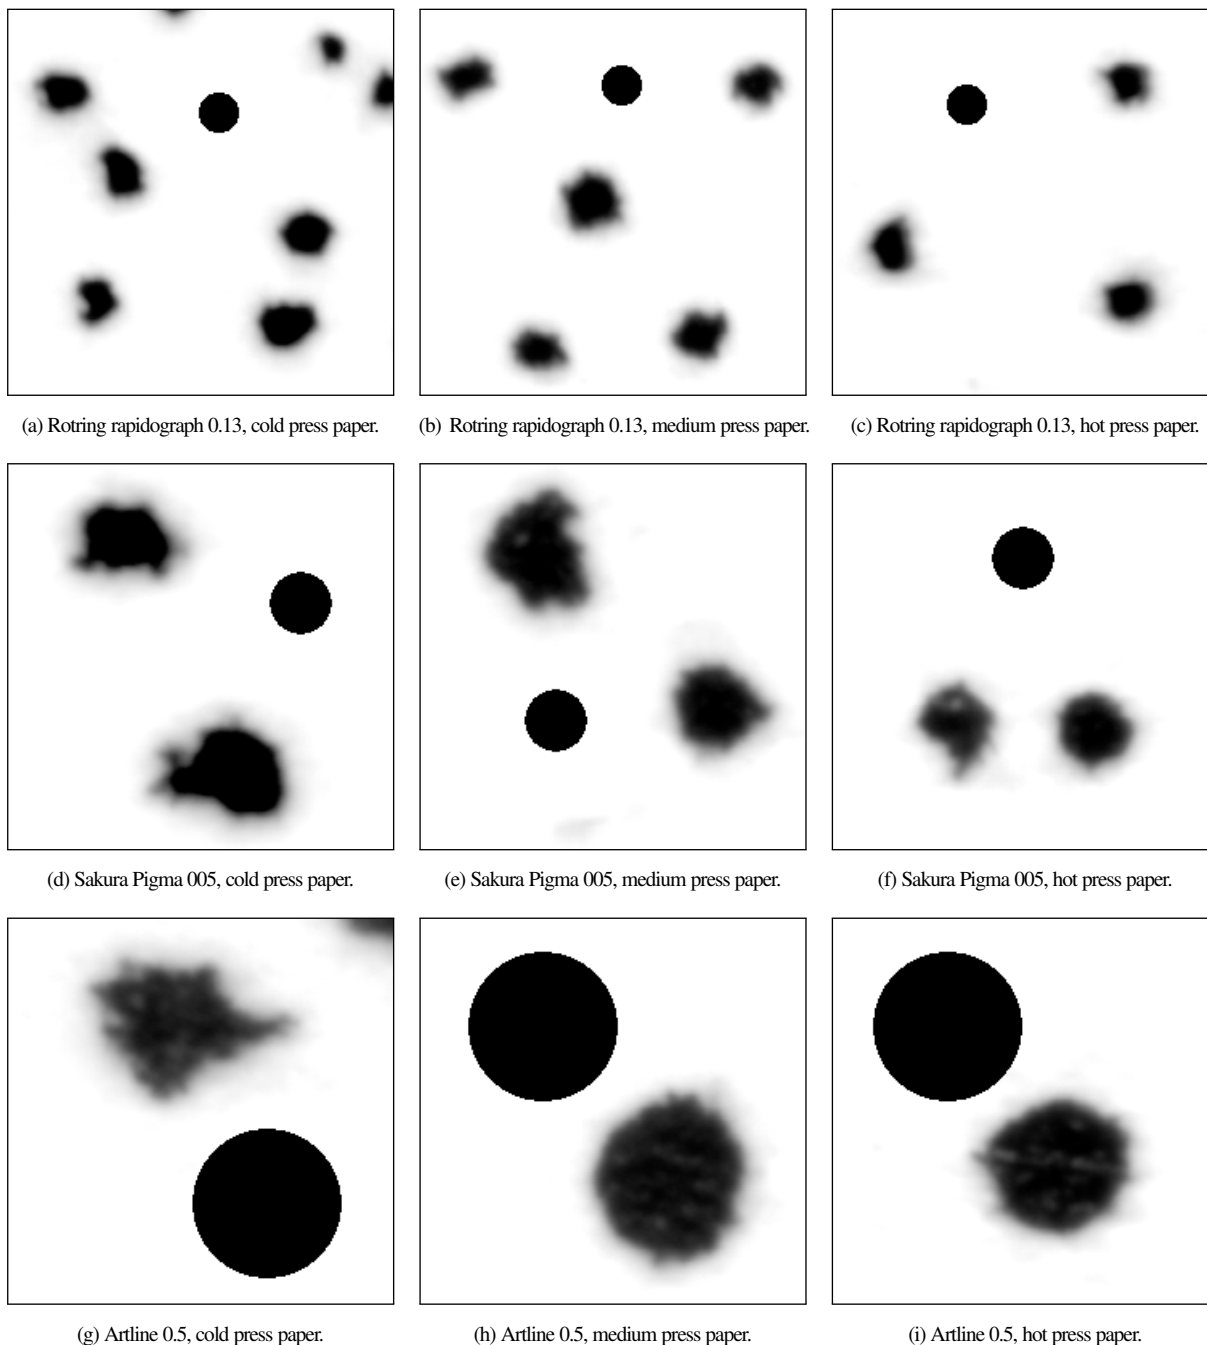 (a) Rotring rapidograph 0.13, cold press paper.
(b) Rotring rapidograph 0.13, medium press paper.
(c) Rotring rapidograph 0.13, hot press paper.
(d) Sakura Pigma 005, cold press paper.
(e) Sakura Pigma 005, medium press paper.
(f) Sakura Pigma 005, hot press paper.
(g) Artline 0.5, cold press paper.
(h) Artline 0.5, medium press paper.
(i) Artline 0.5, hot press paper.